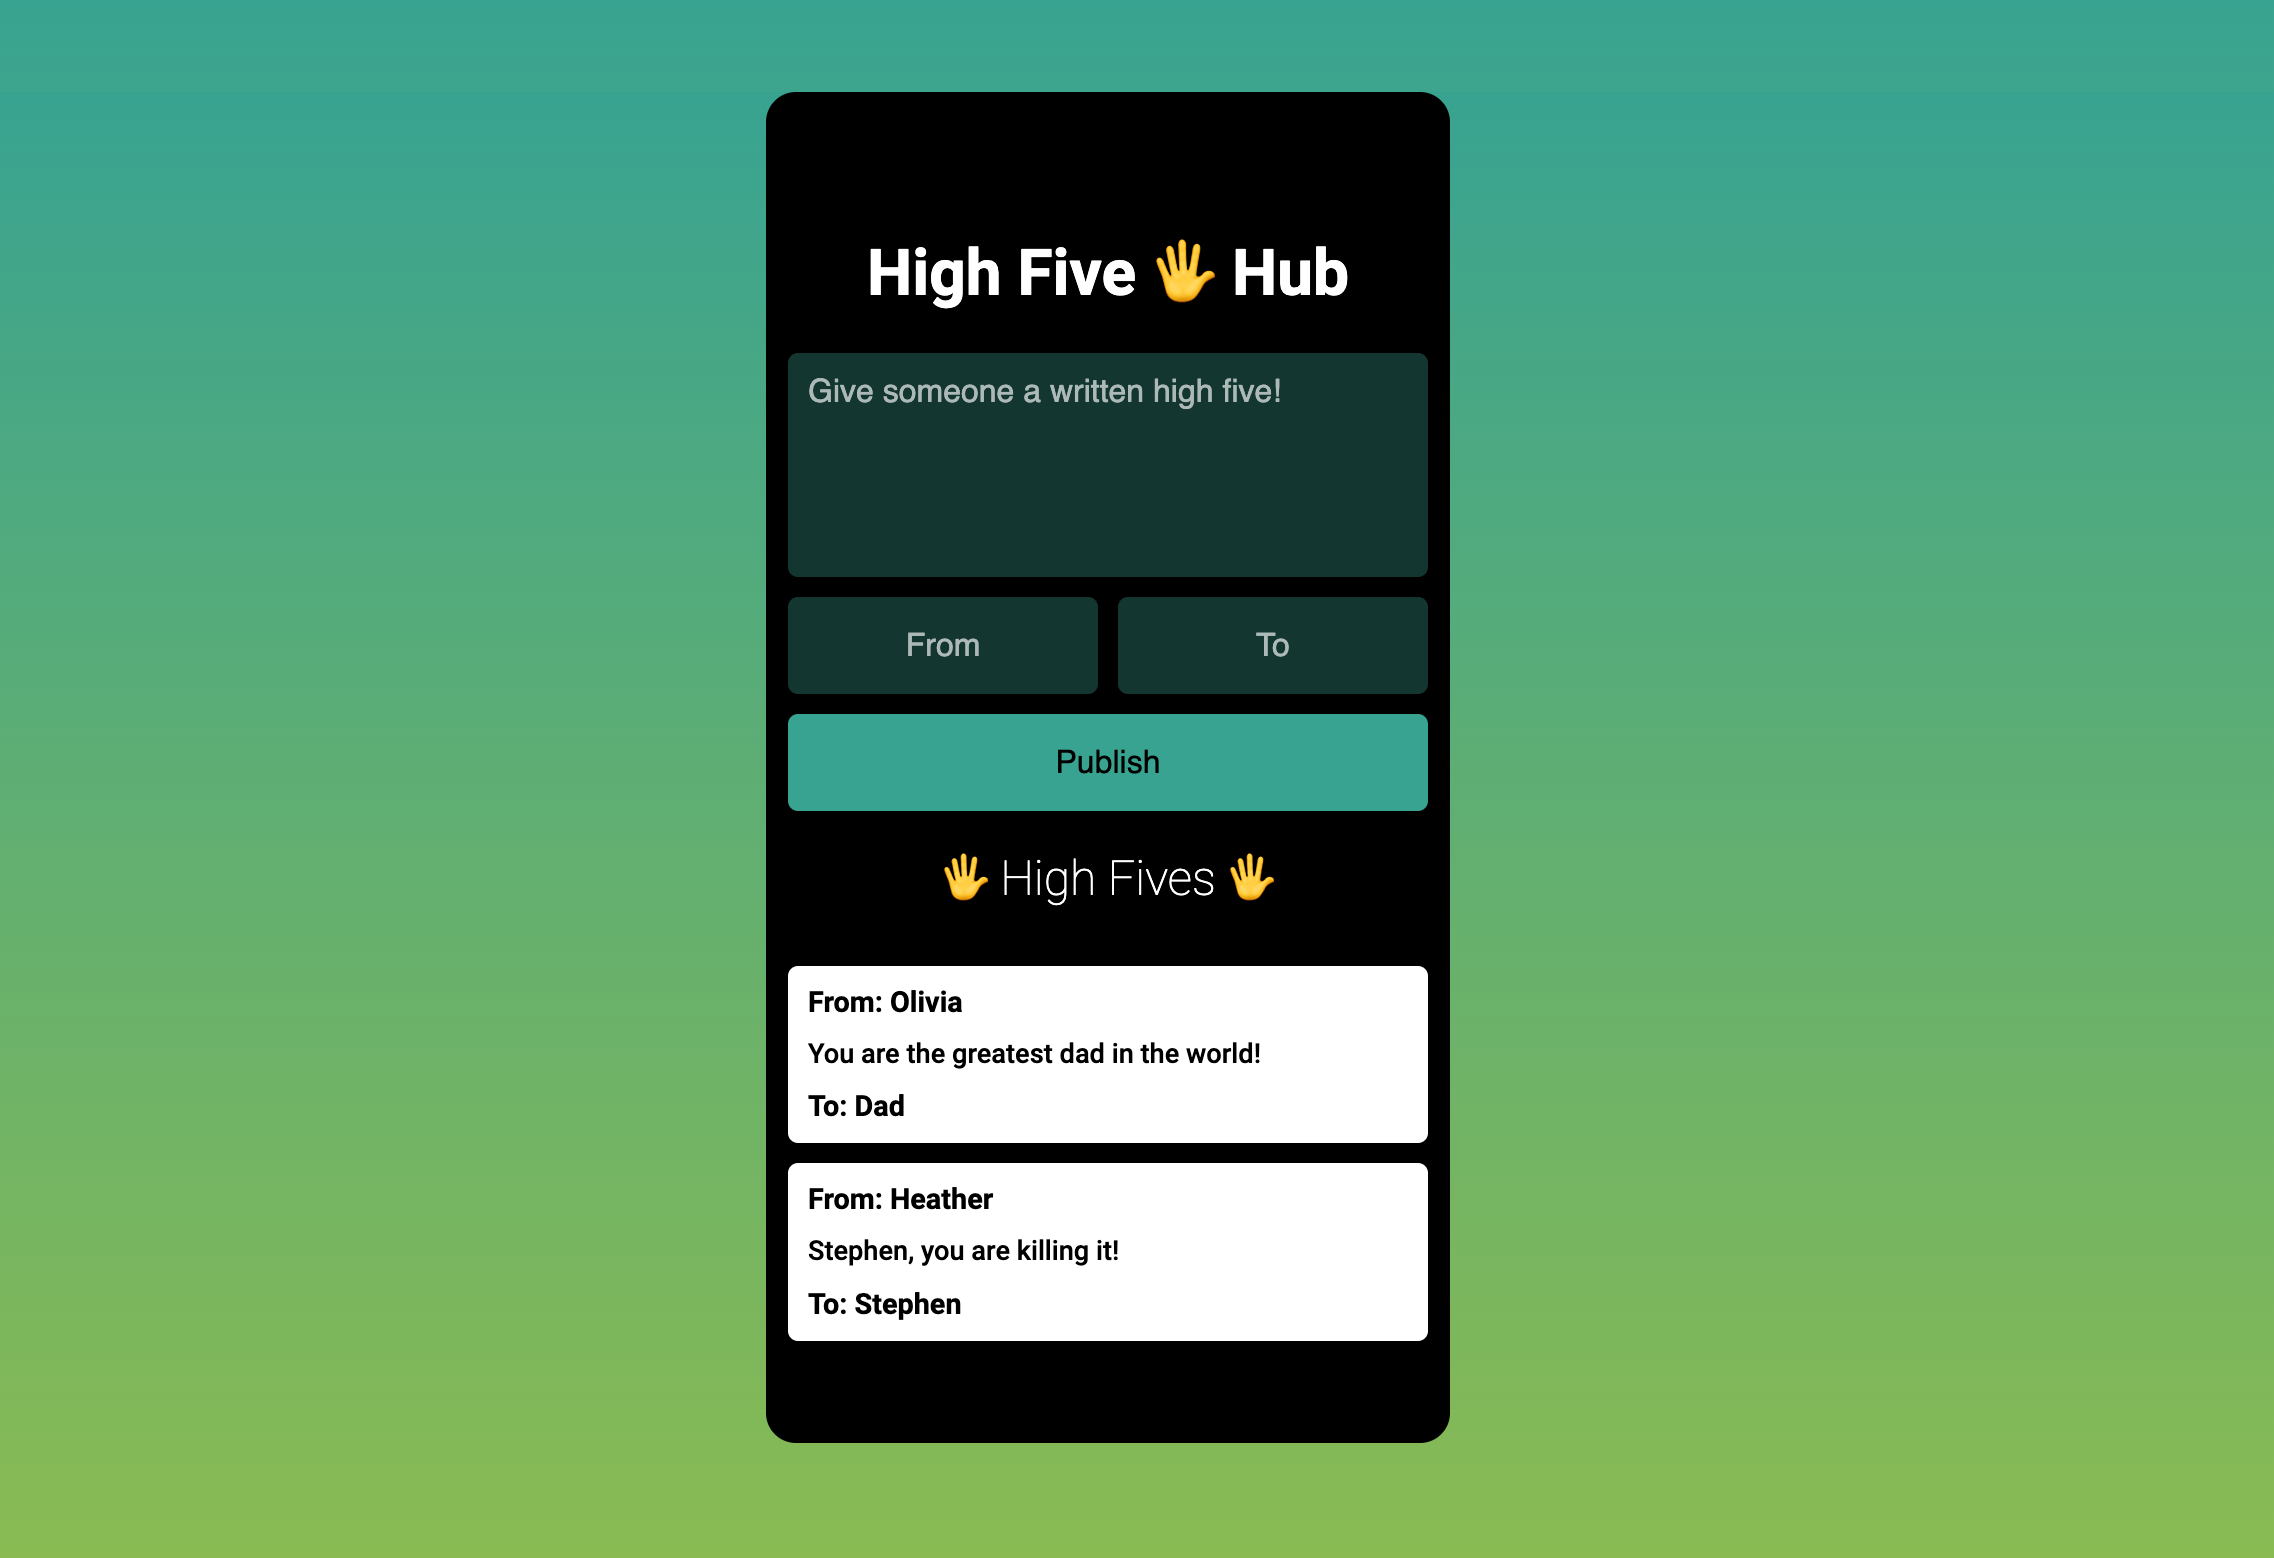 High Five 🖐 Hub
Give someone a written high five!
From To
Publish
🖐 High Fives 🖐
From: Olivia
You are the greatest dad in the world!
To: Dad
From: Heather
Stephen, you are killing it!
To: Stephen